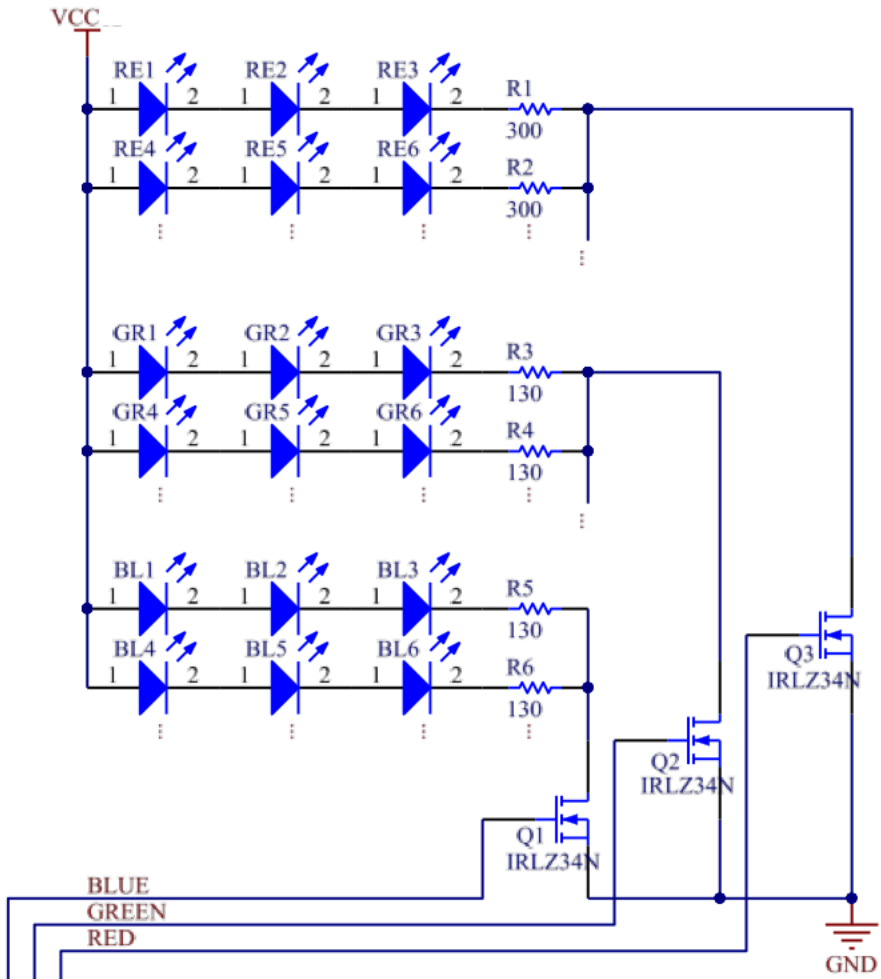 VCC
RE1 RE2 RE3 R1
1 2 1 2 1 2
300
RE4 RE5 RE6 R2
1 2 1 2 1 2
300
GR1 GR2 GR3 R3
1 2 1 2 1 2
130
GR4 GR5 GR6 R4
1 2 1 2 1 2
130
BL1 BL2 BL3 R5
1 2 1 2 1 2
130
BL4 BL5 BL6 R6
1 2 1 2 1 2
130
Q3
IRLZ34N
Q2
IRLZ34N
Q1
IRLZ34N
BLUE
GREEN
RED
GND